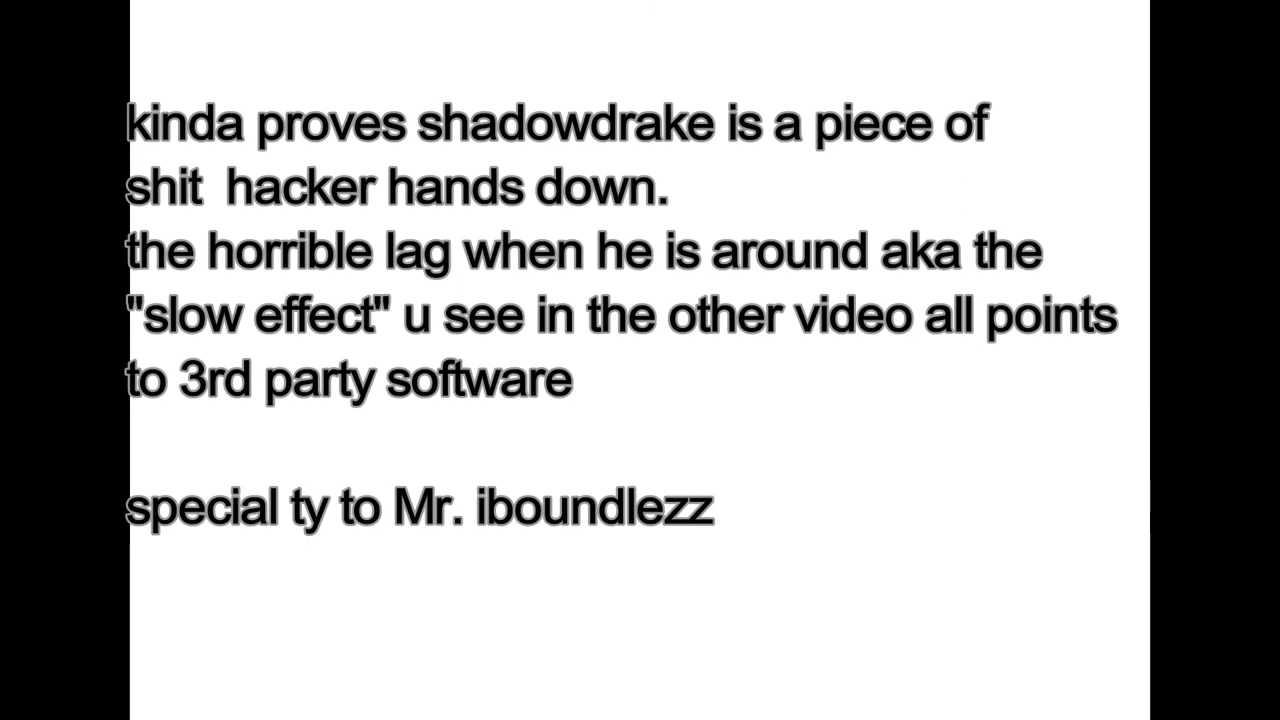 kinda proves shadowdrake is a piece of
shit  hacker hands down.
the horrible lag when he is around aka the
"slow effect" u see in the other video all points
to 3rd party software
special ty to Mr. iboundlezz